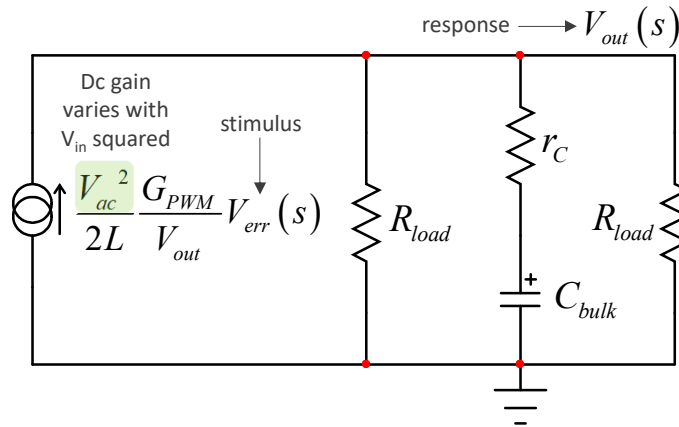 response V_out(s)
Dc gain
varies with
V_in squared
stimulus
V_ac^2/2L G_PWM/V_out V_err(s)
R_load
r_C
+
C_bulk
R_load